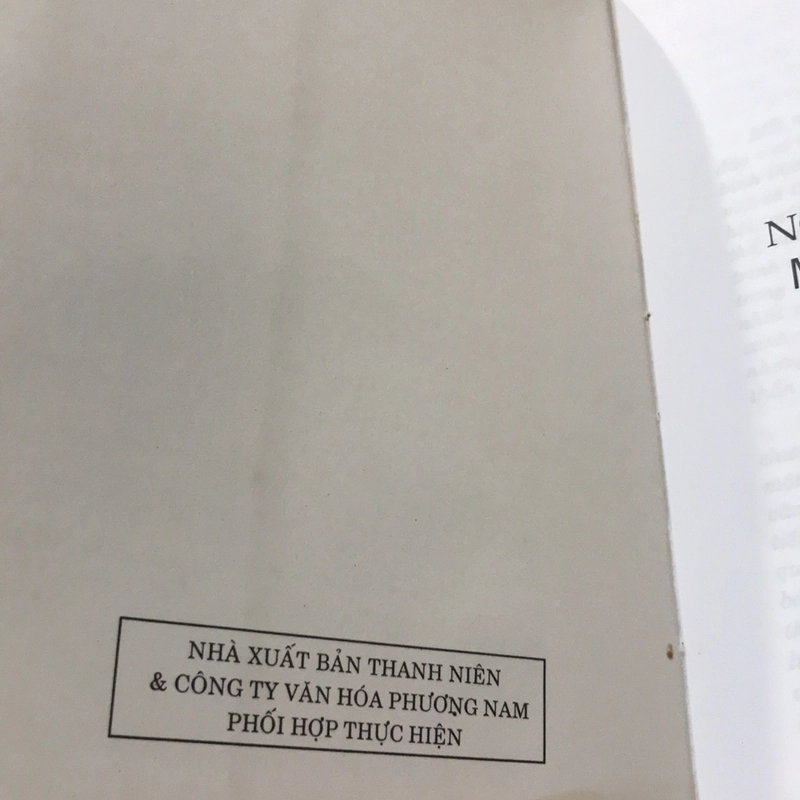 NHÀ XUẤT BẢN THANH NIÊN
& CÔNG TY VĂN HÓA PHƯƠNG NAM
PHỐI HỢP THỰC HIỆN